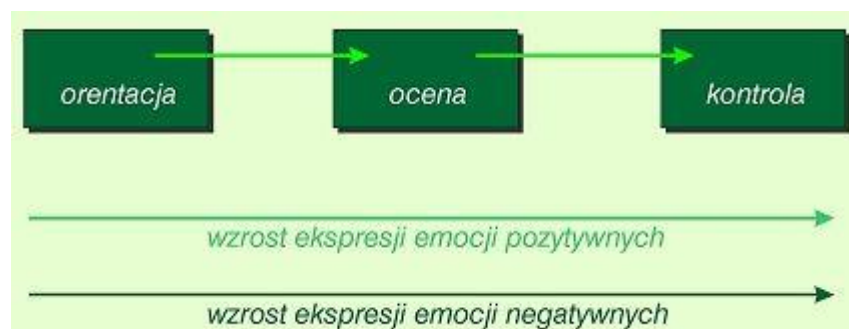 orentacja
ocena
kontrola
wzrost ekspresji emocji pozytywnych
wzrost ekspresji emocji negatywnych